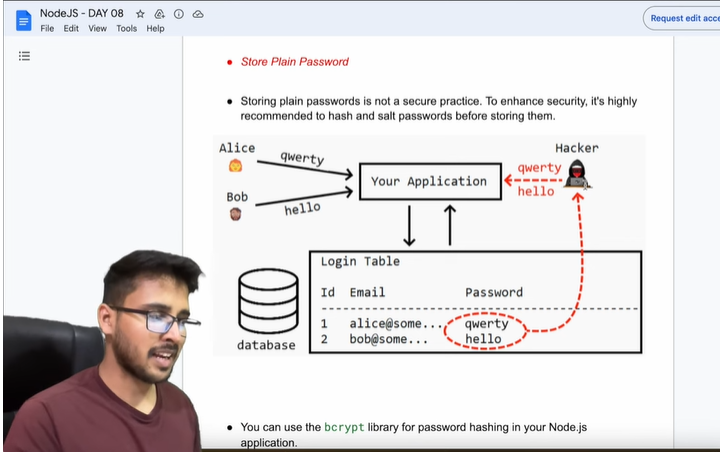 NodeJS - DAY 08
File Edit View Tools Help
Request edit acce
Store Plain Password
Storing plain passwords is not a secure practice. To enhance security, it's highly
recommended to hash and salt passwords before storing them.
Alice
qwerty
Hacker
Your Application
qwerty
hello
Bob
hello
Login Table
Id Email Password
1 alice@some... qwerty
2 bob@some... hello
database
You can use the bcrypt library for password hashing in your Node.js
application.